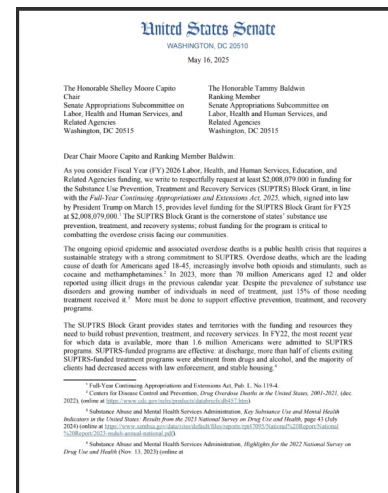 United States Senate
WASHINGTON, DC 20510
May 16, 2025
The Honorable Shelley Moore Capito
Chair
Senate Appropriations Subcommittee on
Labor, Health and Human Services, and
Related Agencies
Washington, DC 20515
The Honorable Tammy Baldwin
Ranking Member
Senate Appropriations Subcommittee on
Labor, Health and Human Services, and
Related Agencies
Washington, DC 20515
Dear Chair Moore Capito and Ranking Member Baldwin:
As you consider Fiscal Year (FY) 2026 Labor, Health, and Human Services, Education, and
Related Agencies funding, we write to respectfully request at least $2,008,079,000 in funding for
the Substance Use Prevention, Treatment and Recovery Services (SUPTRS) Block Grant, in line
with the Full-Year Continuing Appropriations and Extensions Act, 2025, which, signed into law
by President Trump on March 15, provides level funding for the SUPTRS Block Grant for FY25
at $2,008,079,000.1 The SUPTRS Block Grant is the cornerstone of states' substance use
prevention, treatment, and recovery systems; robust funding for the program is critical to
combatting the overdose crisis facing our communities.
The ongoing opioid epidemic and associated overdose deaths is a public health crisis that requires a
sustainable strategy with a strong commitment to SUPTRS. Overdose deaths, which are the leading
cause of death for Americans aged 18-45, increasingly involve both opioids and stimulants, such as
cocaine and methamphetamines.2 In 2023, more than 70 million Americans aged 12 and older
reported using illicit drugs in the previous calendar year. Despite the prevalence of substance use
disorders and growing number of individuals in need of treatment, just 15% of those needing
treatment received it.3 More must be done to support effective prevention, treatment, and recovery
programs.
The SUPTRS Block Grant provides states and territories with the funding and resources they
need to build robust prevention, treatment, and recovery services. In FY22, the most recent year
for which data is available, more than 1.6 million Americans were admitted to SUPTRS
programs. SUPTRS-funded programs are effective: at discharge, more than half of clients exiting
SUPTRS-funded treatment programs were abstinent from drugs and alcohol, and the majority of
clients had decreased access with law enforcement, and stable housing.4
1 Full-Year Continuing Appropriations and Extensions Act, Pub. L. No.119-4.
2 Centers for Disease Control and Prevention, Drug Overdose Deaths in the United States, 2001-2021, (dec.
2022), (online at
3 Substance Abuse and Mental Health Services Administration, Key Substance Use and Mental Health
Indicators in the United States: Results from the 2023 National Survey on Drug Use and Health, page 43 (July
2024) (online at
4 Substance Abuse and Mental Health Services Administration, Highlights for the 2022 National Survey on
Drug Use and Health (Nov. 13, 2023) (online at